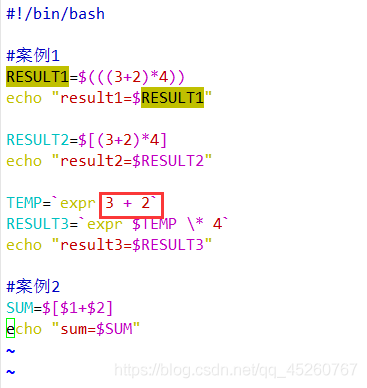 #!/bin/bash
#案例1
RESULT1=$(((3+2)*4))
echo "result1=$RESULT1"
RESULT2=$[(3+2)*4]
echo "result2=$RESULT2"
TEMP=`expr 3 + 2`
RESULT3=`expr $TEMP \* 4`
echo "result3=$RESULT3"
#案例2
SUM=$[$1+$2]
echo "sum=$SUM"
~
~
https://blog.csdn.net/qq_45260767